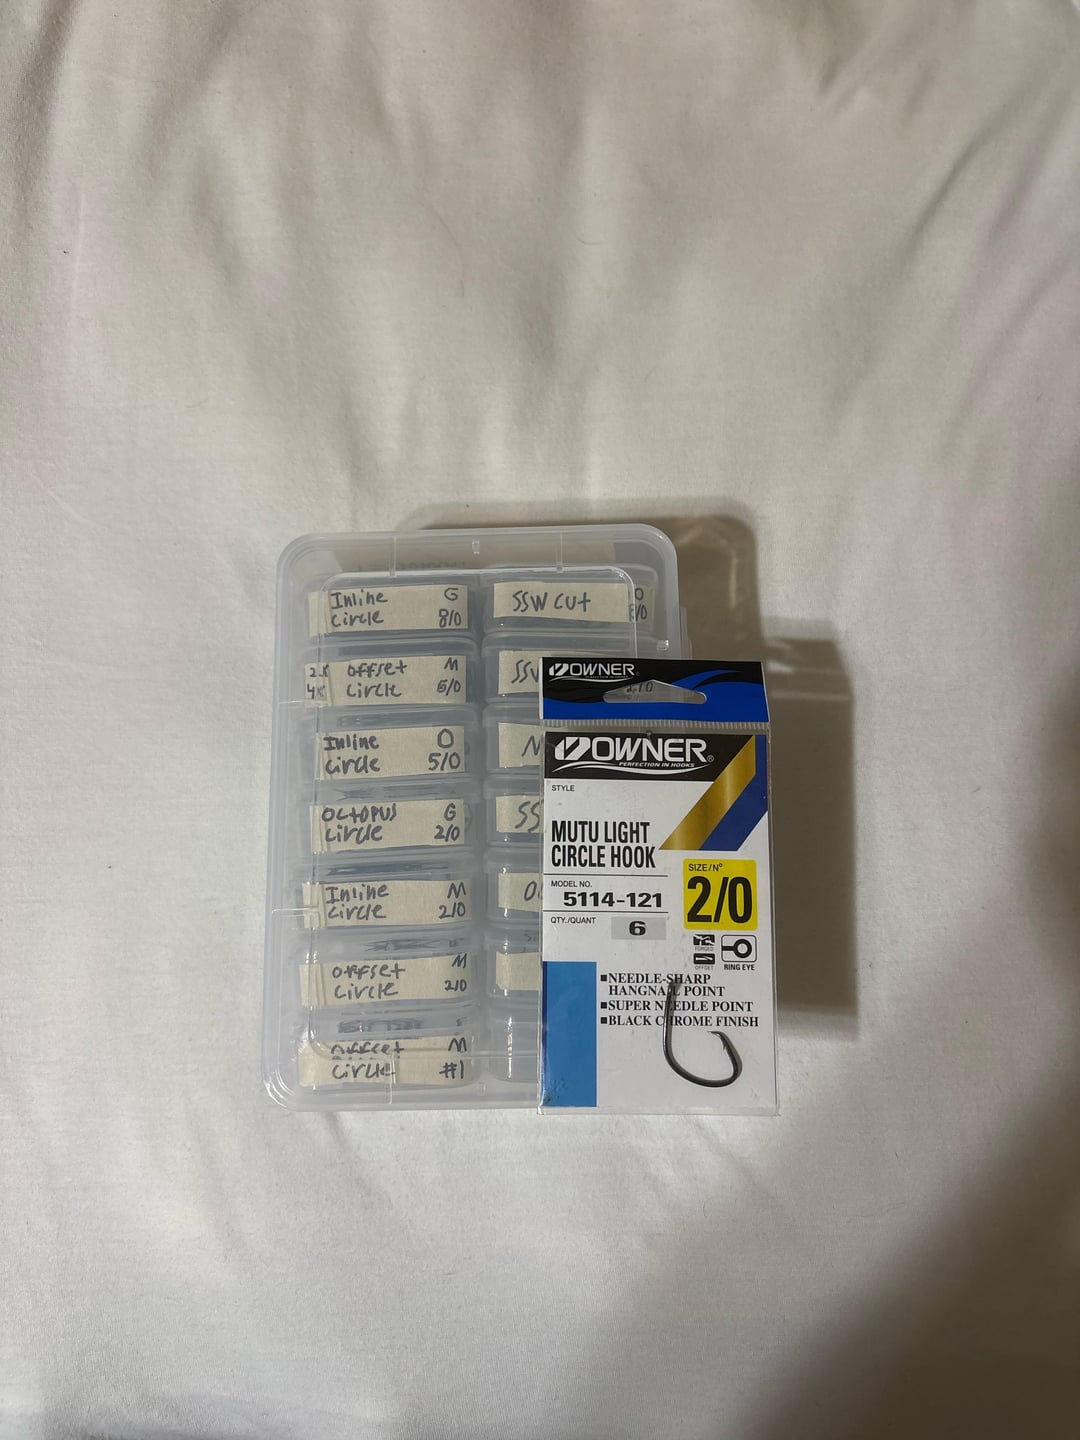 Inline G
circle 8/0
offset M
circle 6/0
Inline O
circle 5/0
octopus G
circle 2/0
Inline M
circle 2/0
offset M
circle 2/0
offset M
circle #1
SSW cut
OWNER
OWNER
PERFECTION IN HOOKS
STYLE
MUTU LIGHT
CIRCLE HOOK
MODEL NO.
5114-121
QTY./QUANT
6
SIZE/Nº
2/0
FORGED
OFFSET
RING EYE
■NEEDLE-SHARP
HANGNAIL POINT
■SUPER NEEDLE POINT
■BLACK CHROME FINISH